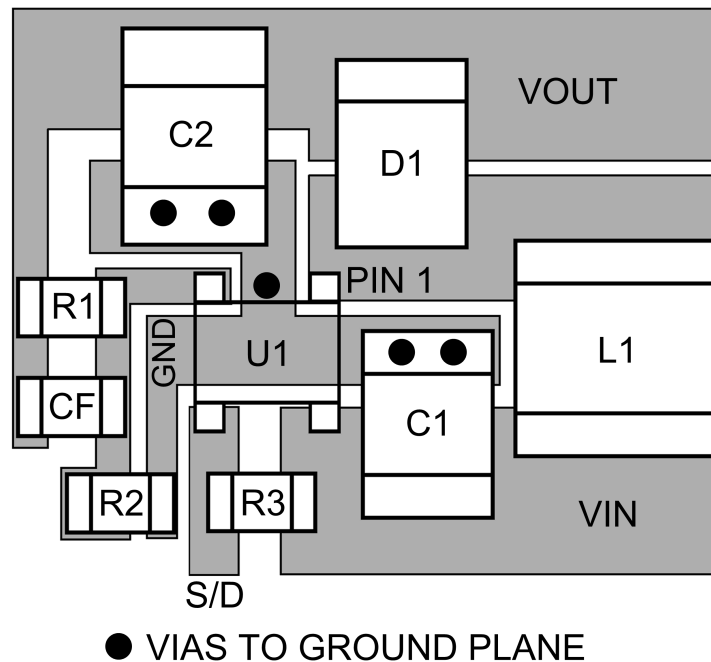 VOUT
C2
D1
PIN 1
R1
GND
U1
L1
CF
C1
R2
R3
VIN
S/D
VIAS TO GROUND PLANE